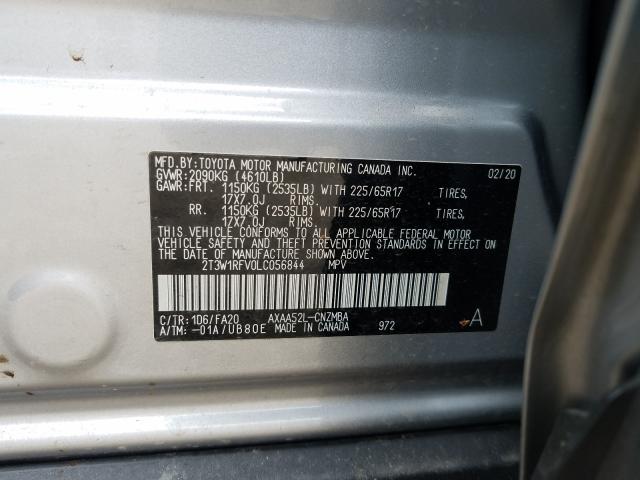 MFD.BY:TOYOTA MOTOR MANUFACTURING CANADA INC. 02/20
GVWR:2090KG (4610LB)
GAWR:FRT. 1150KG (2535LB) WITH 225/65R17 TIRES,
17X7.0J RIMS.
RR. 1150KG (2535LB) WITH 225/65R17 TIRES,
17X7.0J RIMS.
THIS VEHICLE CONFORMS TO ALL APPLICABLE FEDERAL MOTOR
VEHICLE SAFETY AND THEFT PREVENTION STANDARDS IN EFFECT
ON THE DATE OF MANUFACTURE SHOWN ABOVE.
2T3W1RFV0LC056844 MPV
C/TR:1D6/FA20 AXAA52L-CNZMBA
A/TM:-01A/UB80E MADE IN CANADA 972 A